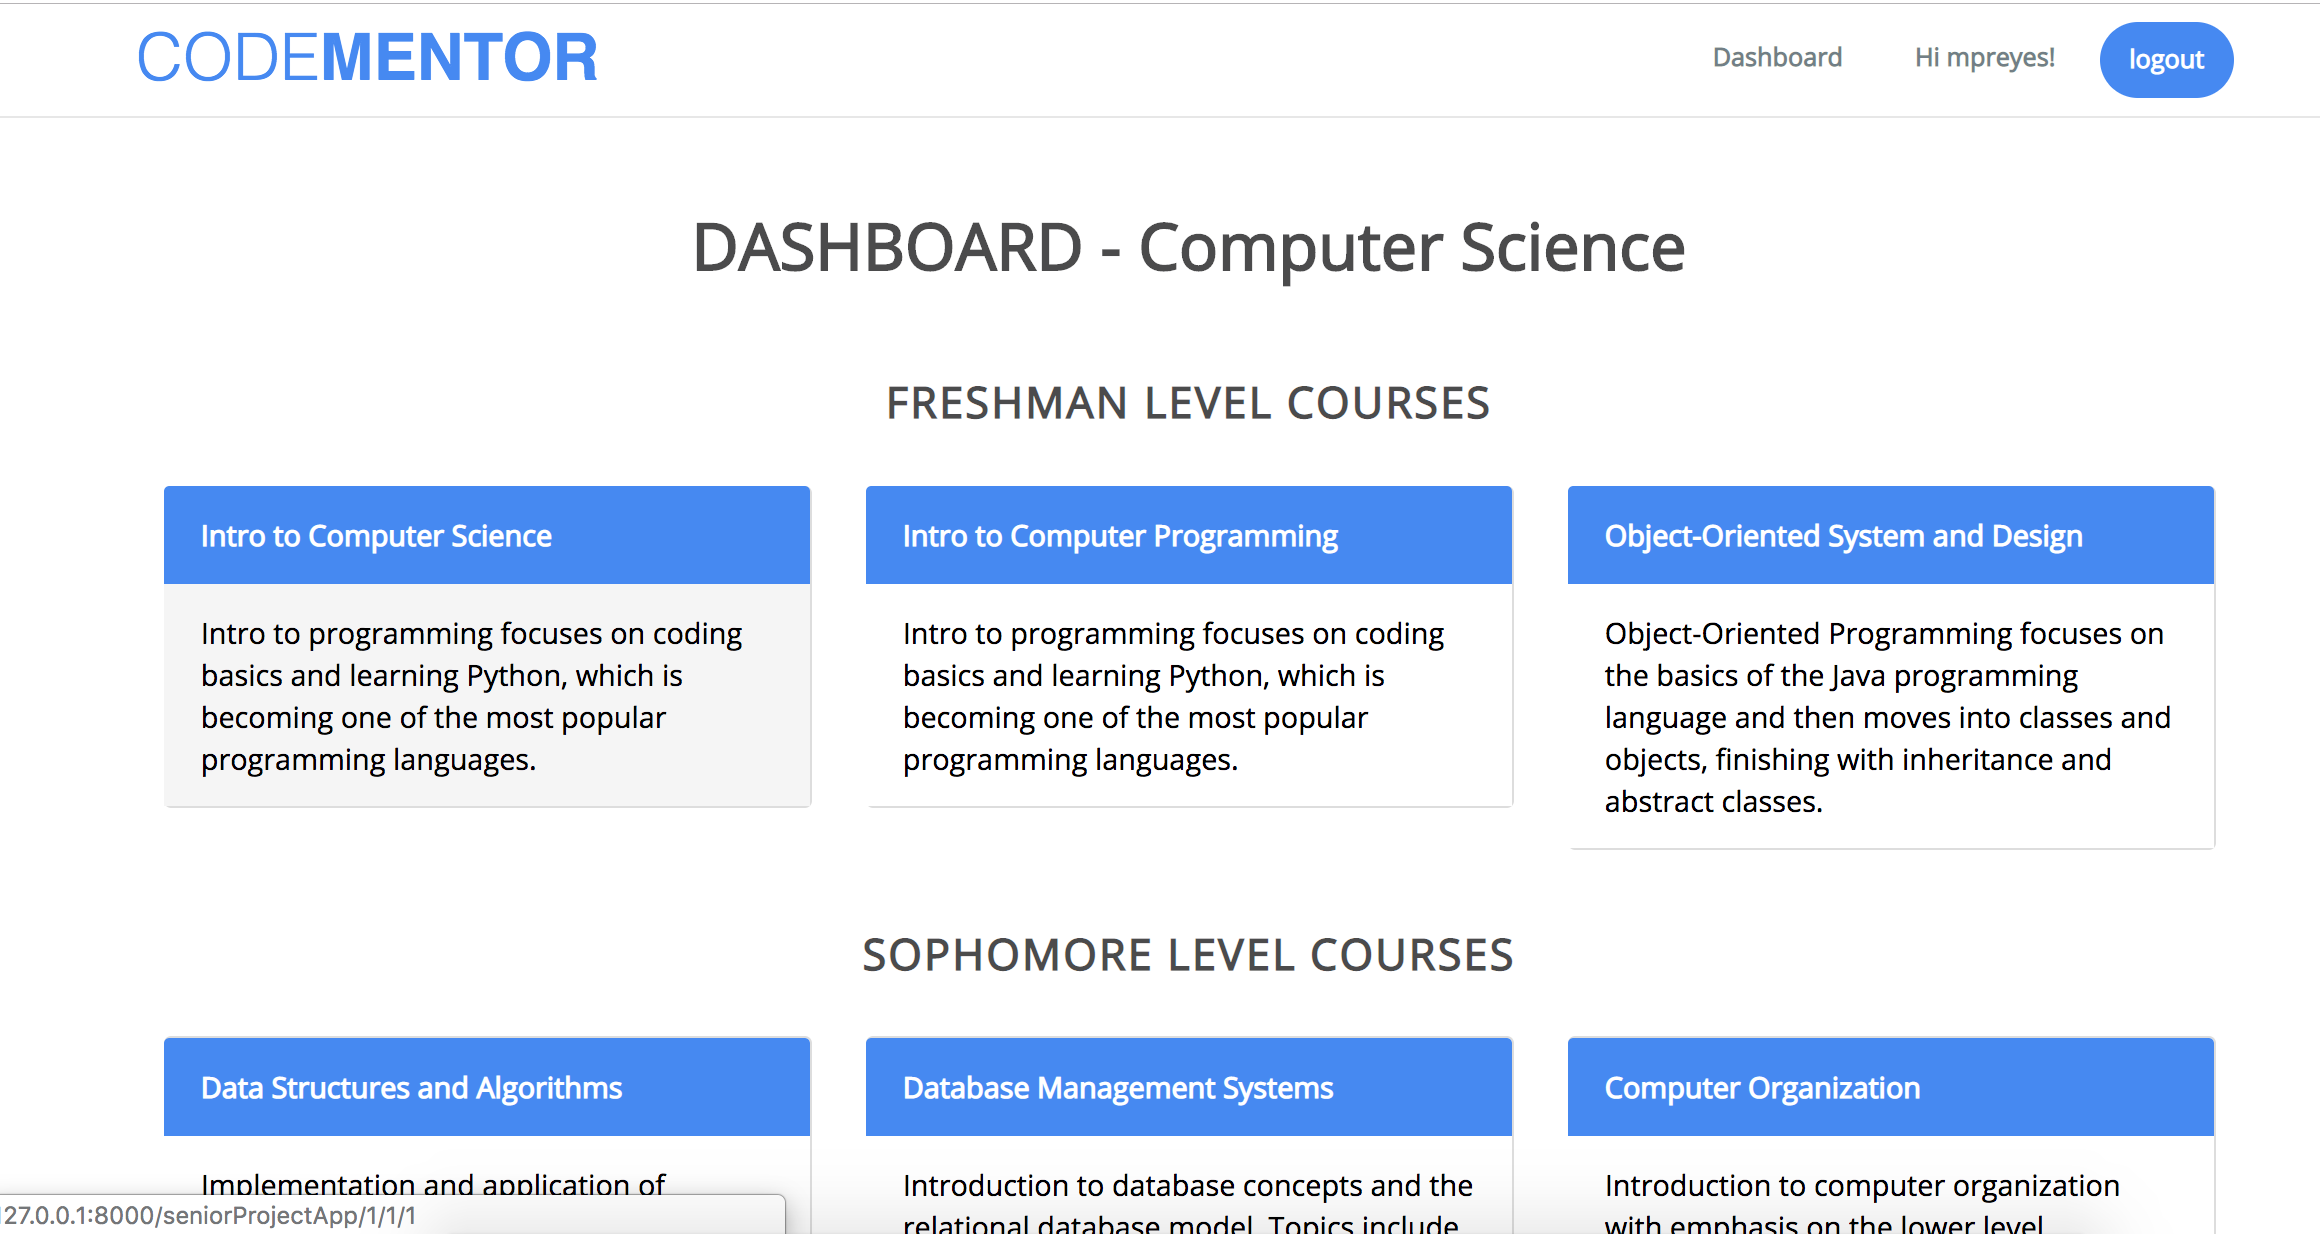 CODEMENTOR
Dashboard
Hi mpreyes!
logout
DASHBOARD - Computer Science
FRESHMAN LEVEL COURSES
Intro to Computer Science
Intro to programming focuses on coding
basics and learning Python, which is
becoming one of the most popular
programming languages.
Intro to Computer Programming
Intro to programming focuses on coding
basics and learning Python, which is
becoming one of the most popular
programming languages.
Object-Oriented System and Design
Object-Oriented Programming focuses on
the basics of the Java programming
language and then moves into classes and
objects, finishing with inheritance and
abstract classes.
SOPHOMORE LEVEL COURSES
Data Structures and Algorithms
Implementation and application of
Database Management Systems
Introduction to database concepts and the
relational database model. Topics include
Computer Organization
Introduction to computer organization
with emphasis on the lower level
27.0.0.1:8000/seniorProjectApp/1/1/1